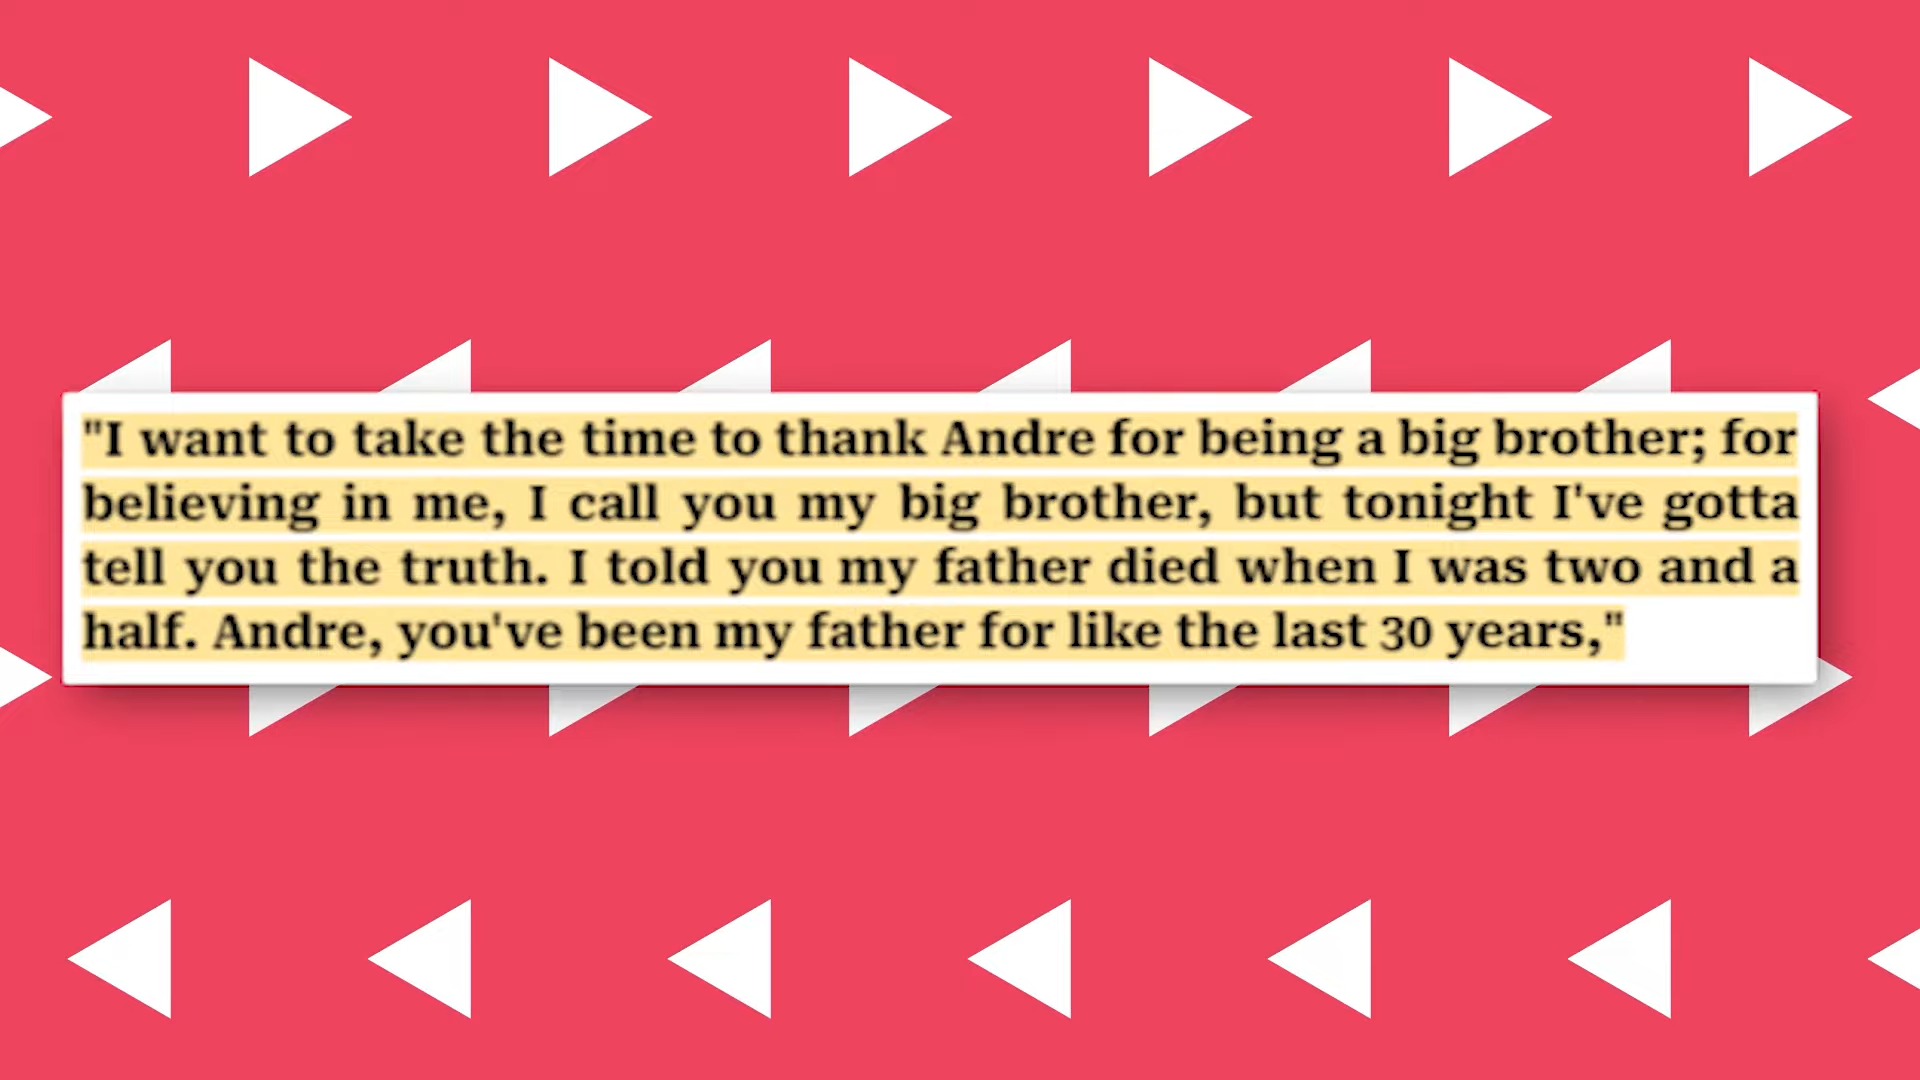 "I want to take the time to thank Andre for being a big brother; for
believing in me, I call you my big brother, but tonight I've gotta
tell you the truth. I told you my father died when I was two and a
half. Andre, you've been my father for like the last 30 years,"